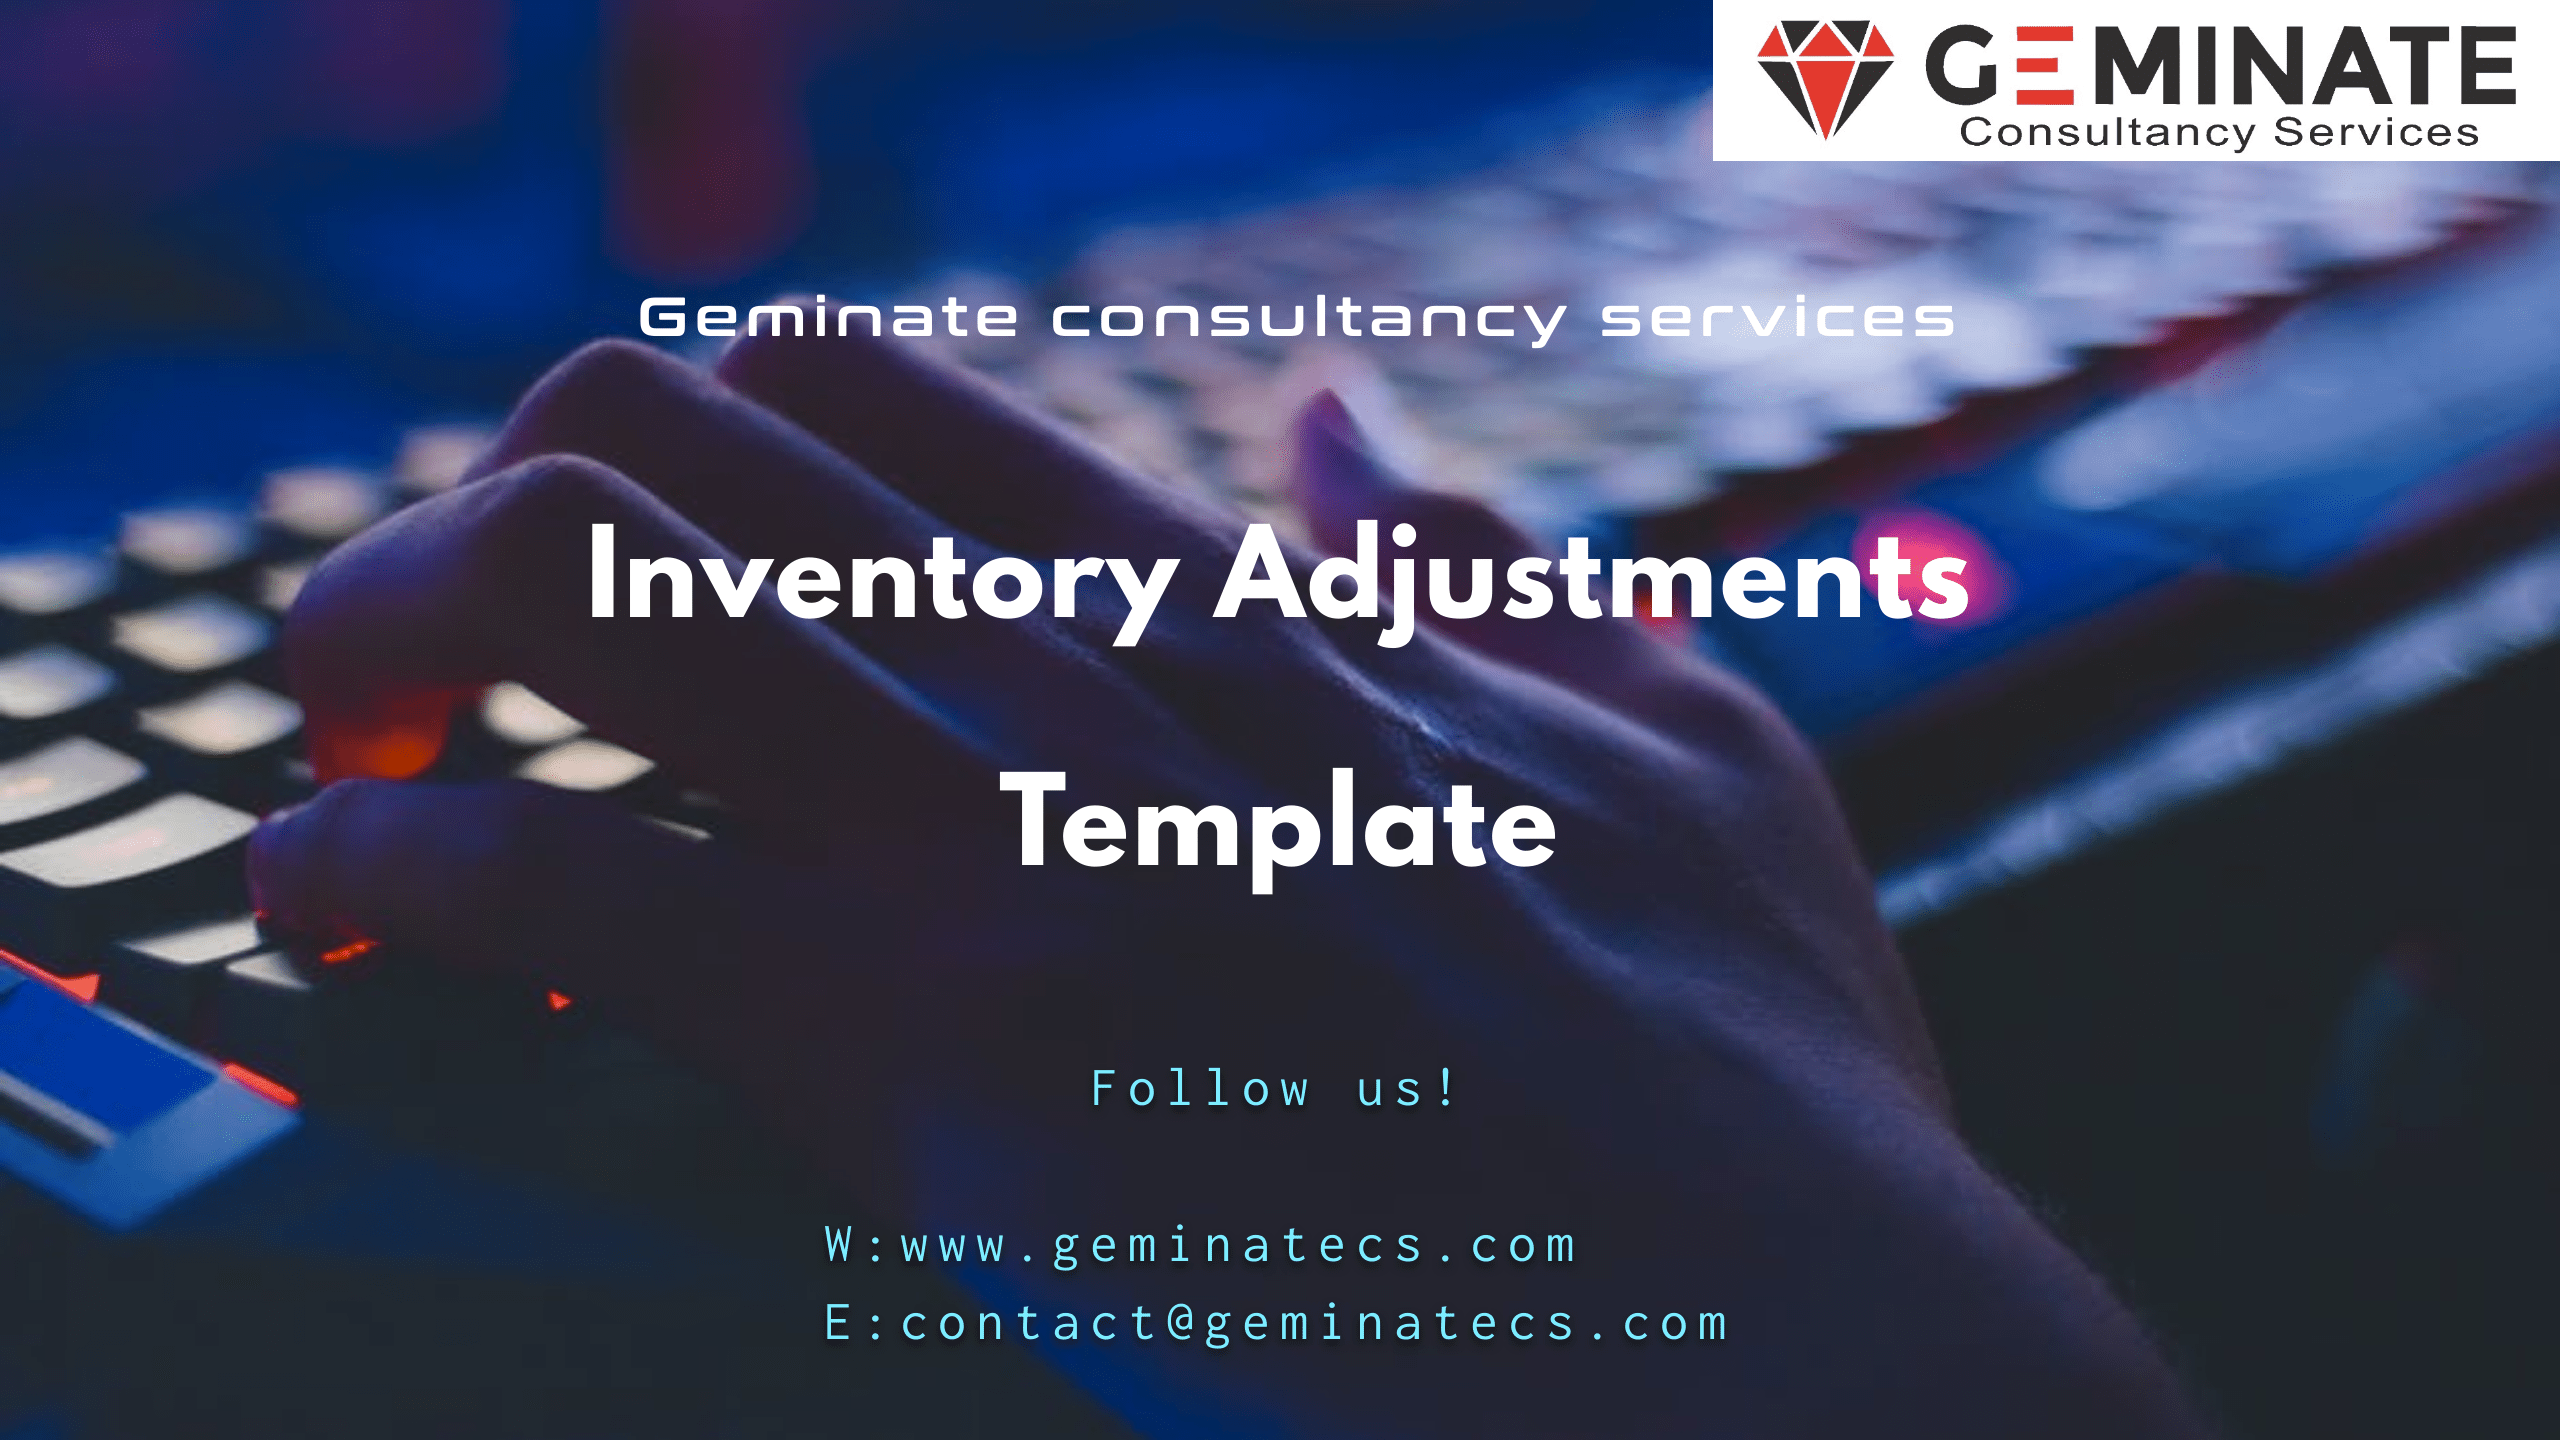 GEMINATE
Consultancy Services
Geminate consultancy services
Inventory Adjustments
Template
Follow us!
W:www.geminatecs.com
E:contact@geminatecs.com